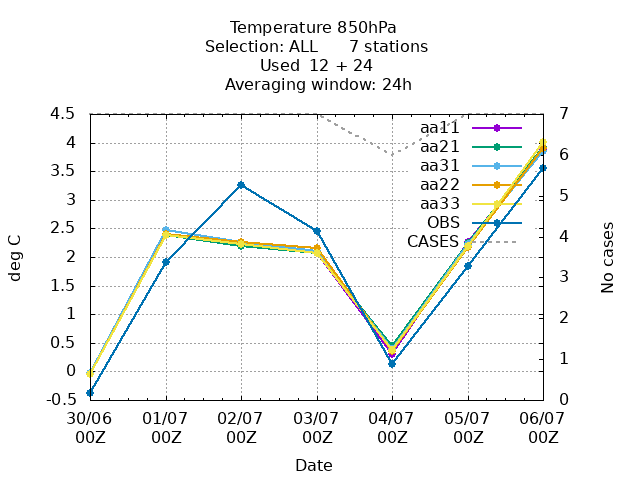 Temperature 850hPa
Selection: ALL 7 stations
Used 12 + 24
Averaging window: 24h
4.5
4
3.5
3
2.5
2
1.5
1
0.5
0
-0.5
deg C
7
6
5
4
3
2
1
0
No cases
aa11
aa21
aa31
aa22
aa33
OBS
CASES
30/06 01/07 02/07 03/07 04/07 05/07 06/07
00Z 00Z 00Z 00Z 00Z 00Z 00Z
Date